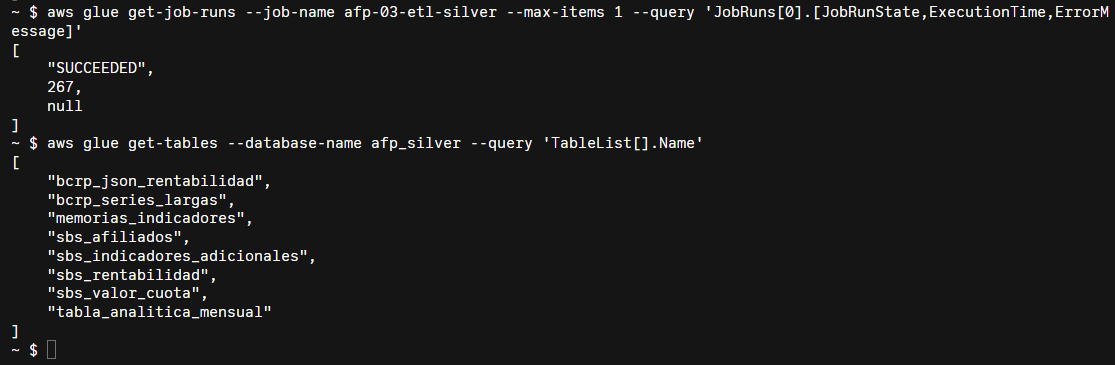 ~ $ aws glue get-job-runs --job-name afp-03-etl-silver --max-items 1 --query 'JobRuns[0].[JobRunState,ExecutionTime,ErrorM
essage]'
[
    "SUCCEEDED",
    267,
    null
]
~ $ aws glue get-tables --database-name afp_silver --query 'TableList[].Name'
[
    "bcrp_json_rentabilidad",
    "bcrp_series_largas",
    "memorias_indicadores",
    "sbs_afiliados",
    "sbs_indicadores_adicionales",
    "sbs_rentabilidad",
    "sbs_valor_cuota",
    "tabla_analitica_mensual"
]
~ $